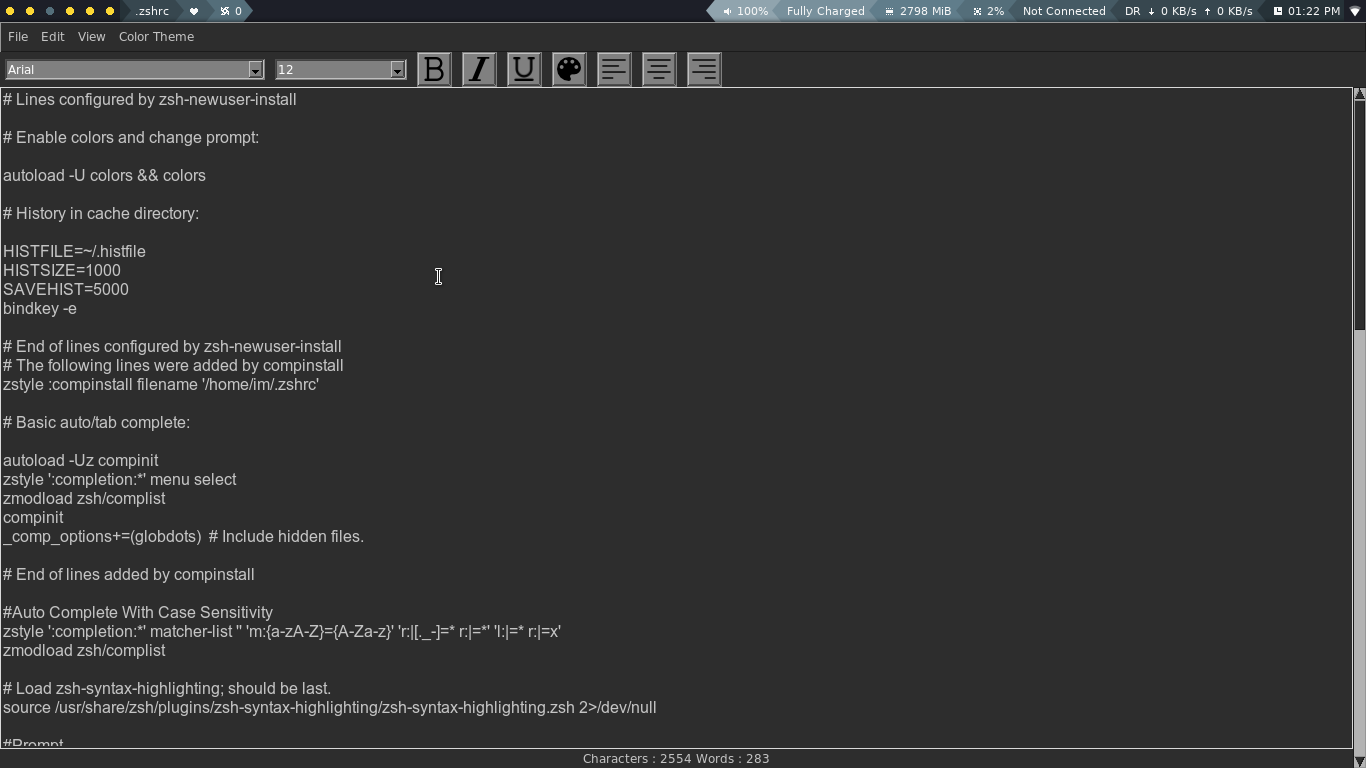 .zshrc
0
100%
Fully Charged
2798 MiB
2%
Not Connected
DR ↓ 0 KB/s ↑ 0 KB/s
01:22 PM
File Edit View Color Theme
Arial 12 B I U
# Lines configured by zsh-newuser-install
# Enable colors and change prompt:
autoload -U colors && colors
# History in cache directory:
HISTFILE=~/.histfile
HISTSIZE=1000
SAVEHIST=5000
bindkey -e
# End of lines configured by zsh-newuser-install
# The following lines were added by compinstall
zstyle :compinstall filename '/home/im/.zshrc'
# Basic auto/tab complete:
autoload -Uz compinit
zstyle ':completion:*' menu select
zmodload zsh/complist
compinit
_comp_options+=(globdots)  # Include hidden files.
# End of lines added by compinstall
#Auto Complete With Case Sensitivity
zstyle ':completion:*' matcher-list '' 'm:{a-zA-Z}={A-Za-z}' 'r:|[._-]=* r:|=*' 'l:|=* r:|=x'
zmodload zsh/complist
# Load zsh-syntax-highlighting; should be last.
source /usr/share/zsh/plugins/zsh-syntax-highlighting/zsh-syntax-highlighting.zsh 2>/dev/null
#Prompt
Characters : 2554 Words : 283